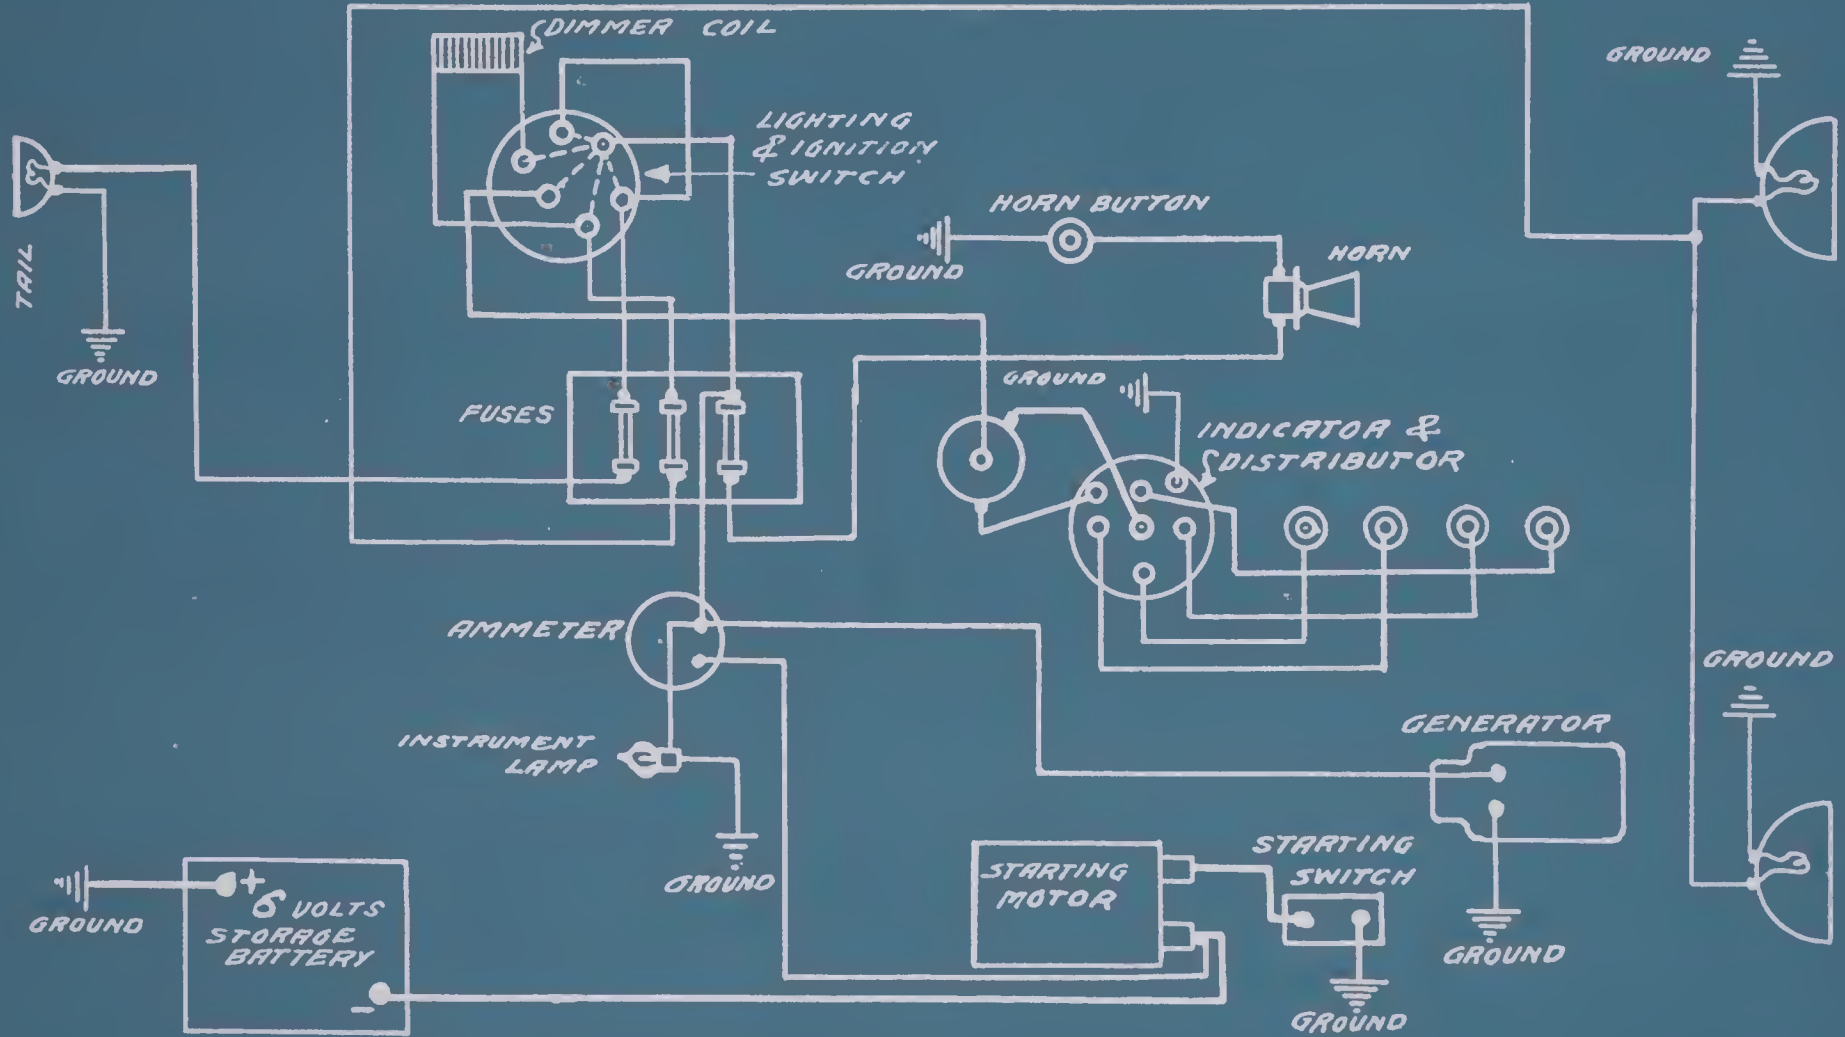 DIMMER COIL
GROUND
LIGHTING
& IGNITION
SWITCH
HORN BUTTON
GROUND
HORN
TAIL
GROUND
GROUND
FUSES
INDICATOR &
DISTRIBUTOR
AMMETER
GROUND
INSTRUMENT
LAMP
GENERATOR
GROUND
STARTING
MOTOR
STARTING
SWITCH
+
6 VOLTS
STORAGE
BATTERY
-
GROUND
GROUND
GROUND